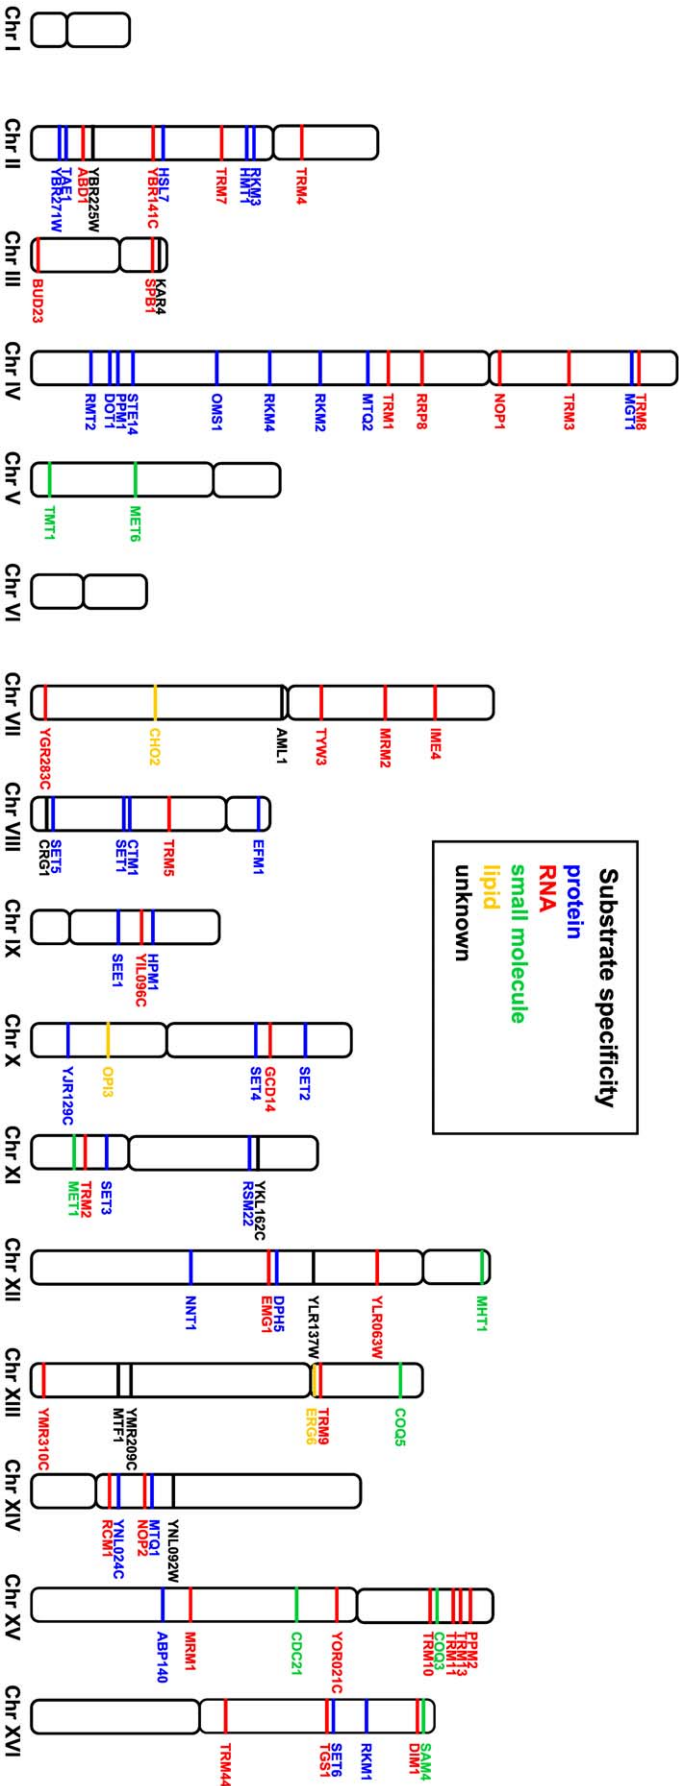 Chr I
Chr II
TRM4
RKM3
HMT1
TRM7
HSL7
YBR141C
YBR225W
ABD1
TAE1
YBR271W
Chr III
KAR4
SPB1
BUD23
Chr IV
TRM8
MGT1
TRM3
NOP1
RRP8
TRM1
MTQ2
RKM2
RKM4
OMS1
STE14
PPM1
DOT1
RMT2
Chr V
MET6
TMT1
Chr VI
Chr VII
IME4
MRM2
TYW3
AML1
CHO2
YGR283C
Chr VIII
EFM1
TRM5
CTM1
SET1
SET5
CRG1
Chr IX
HPM1
YIL096C
SEE1
Chr X
SET2
GCD14
SET4
OPI3
YJR129C
Chr XI
YKL162C
RSM22
SET3
TRM2
MET1
Chr XII
MHT1
YLR063W
YLR137W
DPH5
EMG1
NNT1
Chr XIII
COQ5
TRM9
ERG6
YMR209C
MTF1
YMR310C
Chr XIV
YNL092W
MTQ1
NOP2
YNL024C
RCM1
Chr XV
PPM2
TRM13
TRM11
COQ3
TRM10
YOR021C
CDC21
MRM1
ABP140
Chr XVI
SAM4
DIM1
RKM1
SET6
TGS1
TRM44
Substrate specificity
protein
RNA
small molecule
lipid
unknown